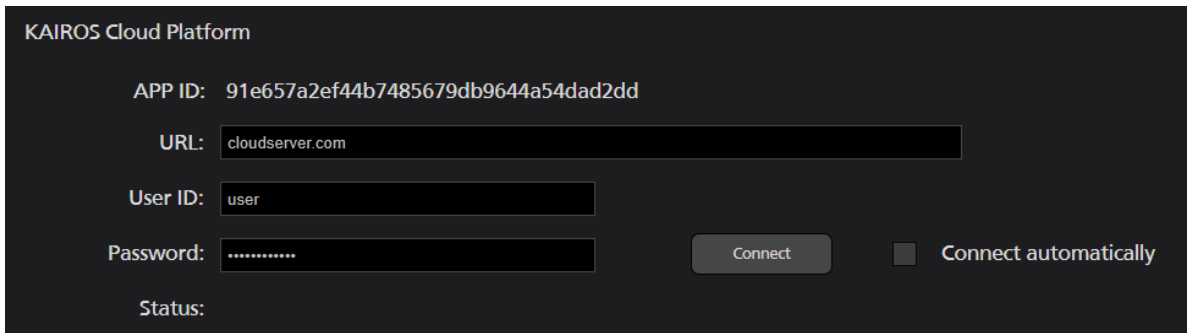 KAIROS Cloud Platform
APP ID: 91e657a2ef44b7485679db9644a54dad2dd
URL: cloudserver.com
User ID: user
Password: ••••••••••••
Connect
Connect automatically
Status: